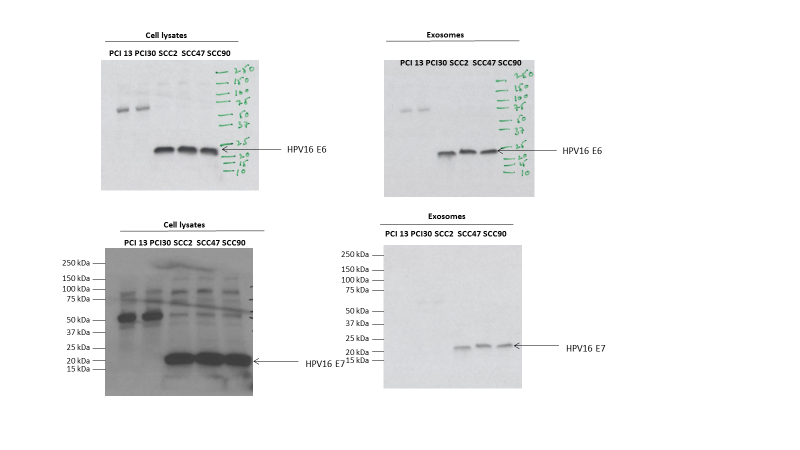 Cell lysates
PCI 13 PCI30 SCC2 SCC47 SCC90
250
150
100
75
50
37
25
20
15
10
HPV16 E6
Exosomes
PCI 13 PCI30 SCC2 SCC47 SCC90
250
150
100
75
50
37
25
20
15
10
HPV16 E6
Cell lysates
PCI 13 PCI30 SCC2 SCC47 SCC90
250 kDa
150 kDa
100 kDa
75 kDa
50 kDa
37 kDa
25 kDa
20 kDa
15 kDa
HPV16 E7
Exosomes
PCI 13 PCI30 SCC2 SCC47 SCC90
250 kDa
150 kDa
100 kDa
75 kDa
50 kDa
37 kDa
25 kDa
20 kDa
15 kDa
HPV16 E7